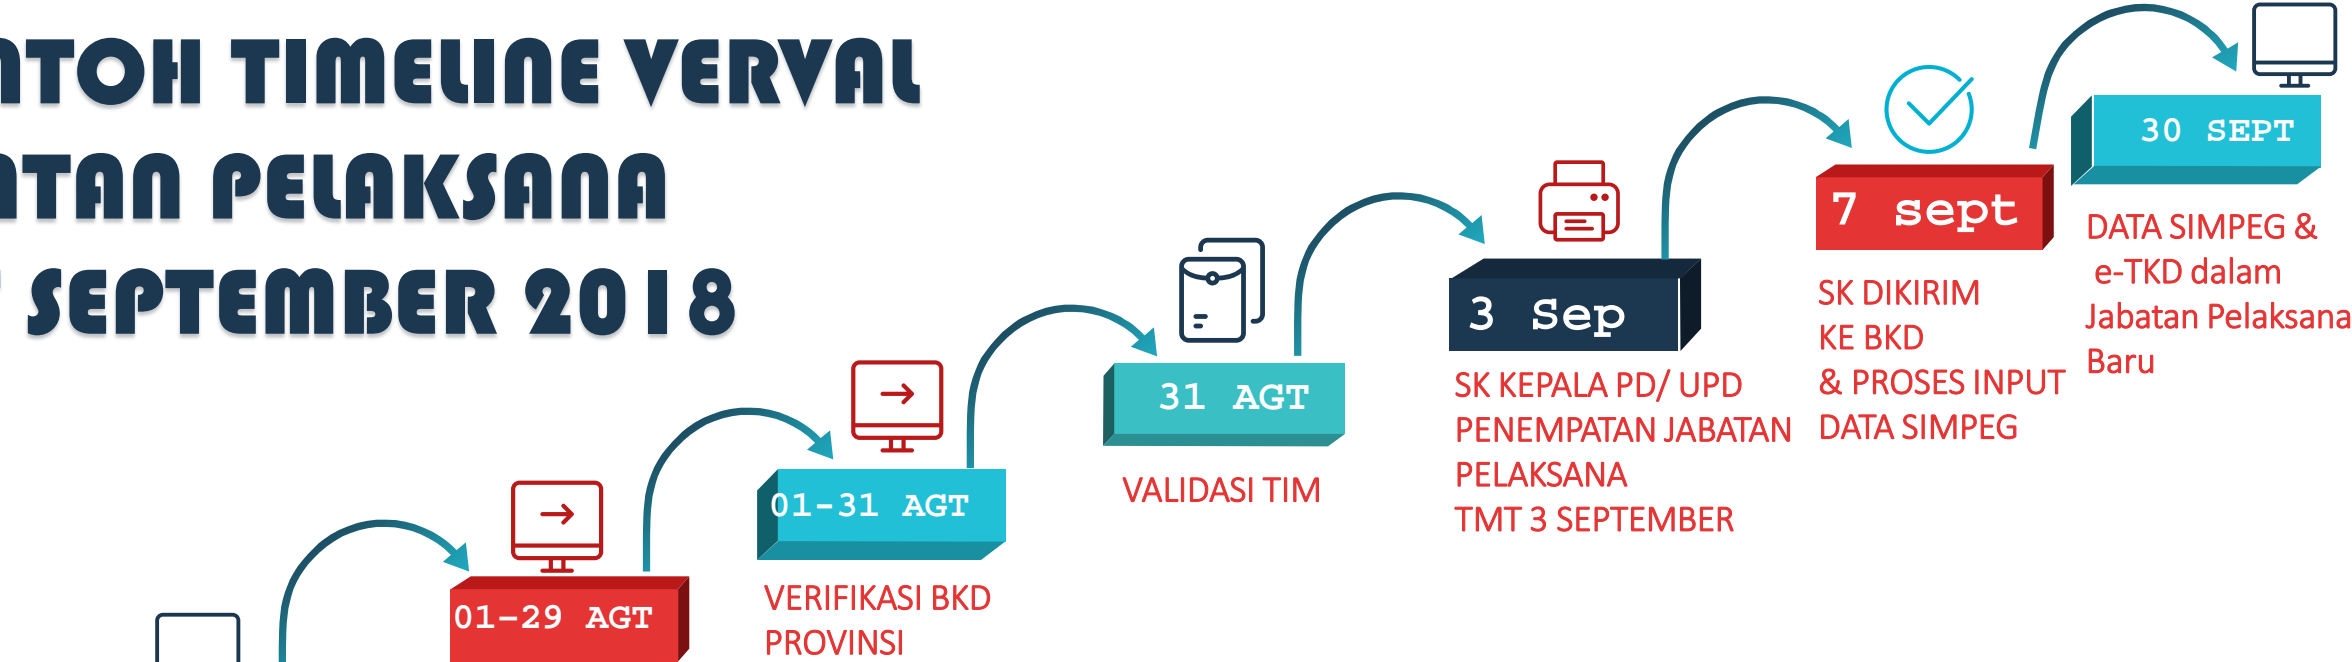 NTOH TIMELINE VERVAL
ATAN PELAKSANA
SEPTEMBER 2018
01-29 AGT
01-31 AGT
VERIFIKASI BKD
PROVINSI
31 AGT
VALIDASI TIM
3 Sep
SK KEPALA PD/ UPD
PENEMPATAN JABATAN
PELAKSANA
TMT 3 SEPTEMBER
7 sept
SK DIKIRIM
KE BKD
& PROSES INPUT
DATA SIMPEG
30 SEPT
DATA SIMPEG &
e-TKD dalam
Jabatan Pelaksana
Baru